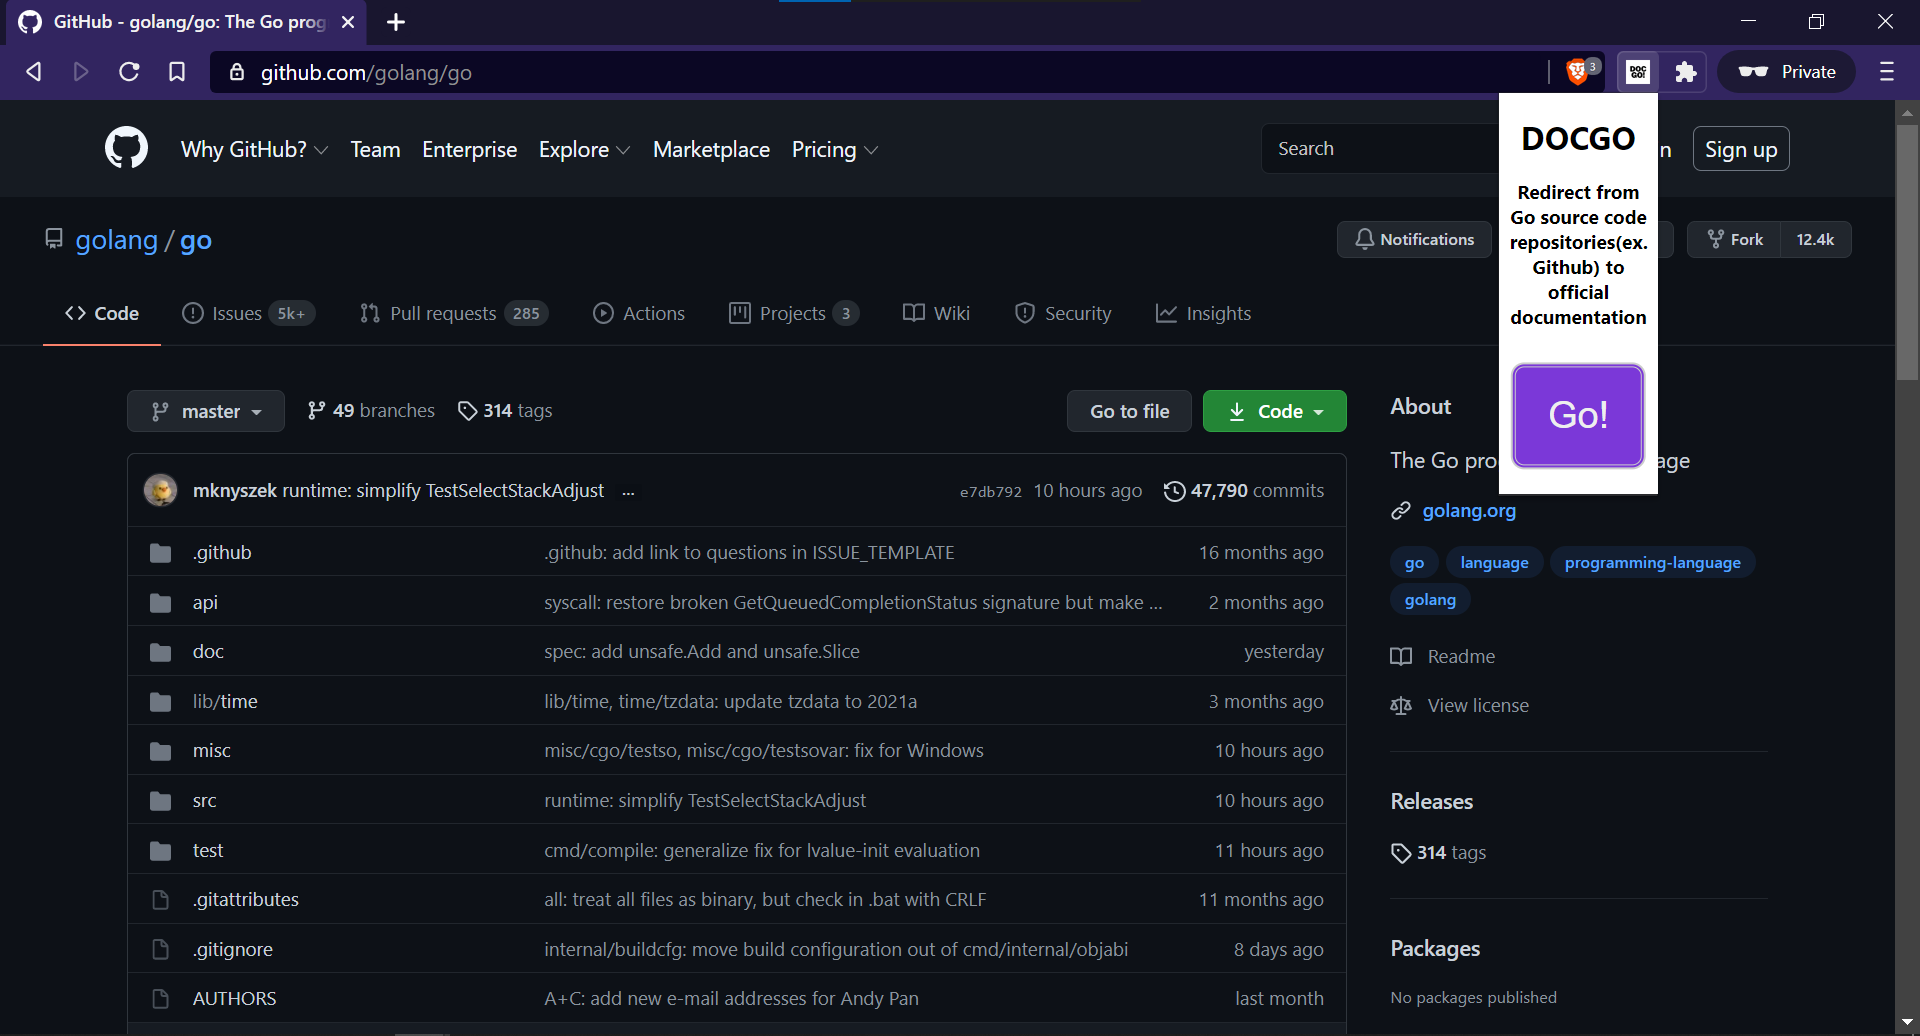 GitHub - golang/go: The Go prog
github.com/golang/go
3
DOC GO!
Private
Why GitHub?
Team
Enterprise
Explore
Marketplace
Pricing
Search
n
Sign up
DOCGO
Redirect from
Go source code
repositories(ex.
Github) to
official
documentation
Go!
golang / go
Notifications
Fork
12.4k
Code
Issues 5k+
Pull requests 285
Actions
Projects 3
Wiki
Security
Insights
master
49 branches
314 tags
Go to file
Code
mknyszek runtime: simplify TestSelectStackAdjust ...
e7db792 10 hours ago
47,790 commits
.github
.github: add link to questions in ISSUE_TEMPLATE
16 months ago
api
syscall: restore broken GetQueuedCompletionStatus signature but make ...
2 months ago
doc
spec: add unsafe.Add and unsafe.Slice
yesterday
lib/time
lib/time, time/tzdata: update tzdata to 2021a
3 months ago
misc
misc/cgo/testso, misc/cgo/testsovar: fix for Windows
10 hours ago
src
runtime: simplify TestSelectStackAdjust
10 hours ago
test
cmd/compile: generalize fix for lvalue-init evaluation
11 hours ago
.gitattributes
all: treat all files as binary, but check in .bat with CRLF
11 months ago
.gitignore
internal/buildcfg: move build configuration out of cmd/internal/objabi
8 days ago
AUTHORS
A+C: add new e-mail addresses for Andy Pan
last month
About
The Go pro age
golang.org
go
language
programming-language
golang
Readme
View license
Releases
314 tags
Packages
No packages published